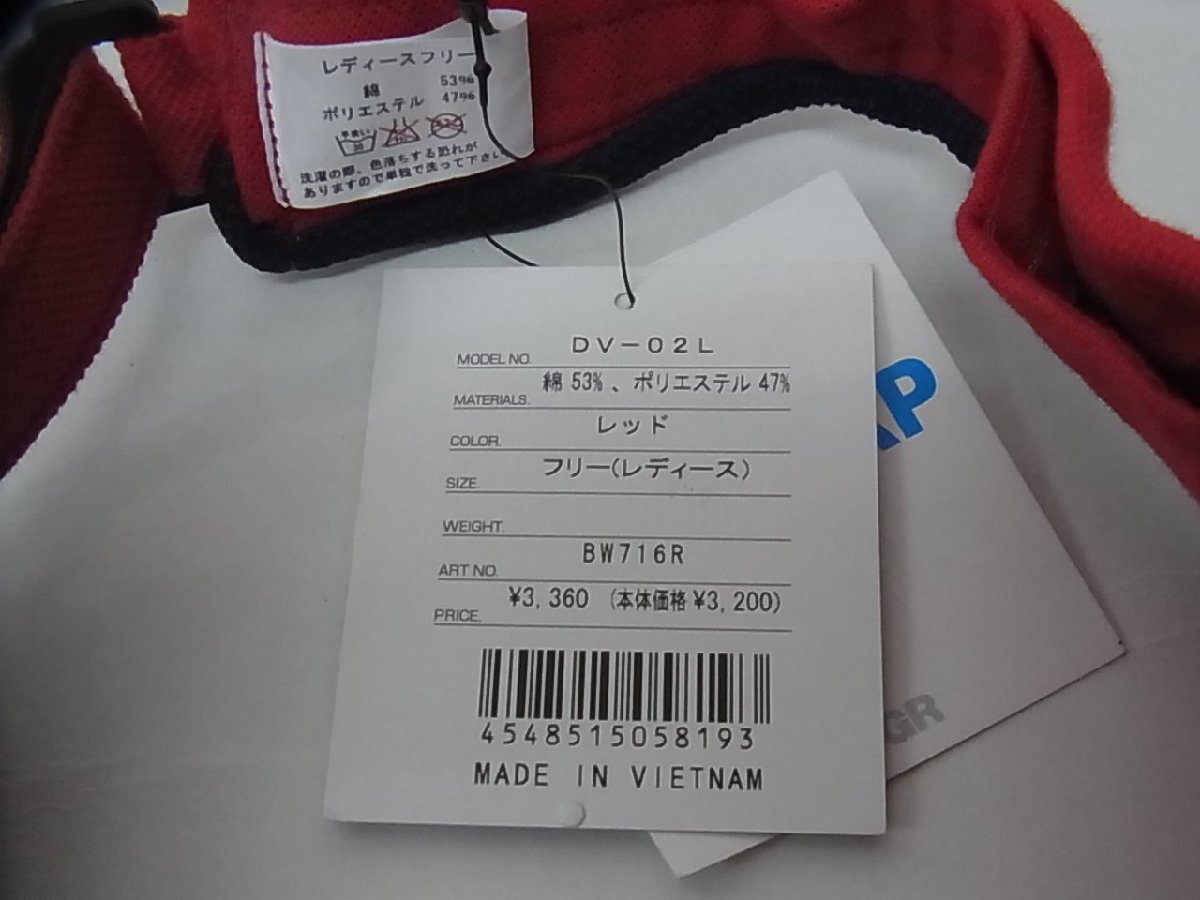 レディースフリー
綿 53%
ポリエステル 47%
手洗い
30
洗濯の際、色落ちする恐れが
ありますので単独で洗って下さい
MODEL NO. DV-02L
MATERIALS. 綿 53% 、ポリエステル 47%
COLOR. レッド
SIZE. フリー(レディース)
WEIGHT.
ART NO. BW716R
PRICE. ¥3,360 (本体価格 ¥3,200)
4548515058193
MADE IN VIETNAM
AP
GR